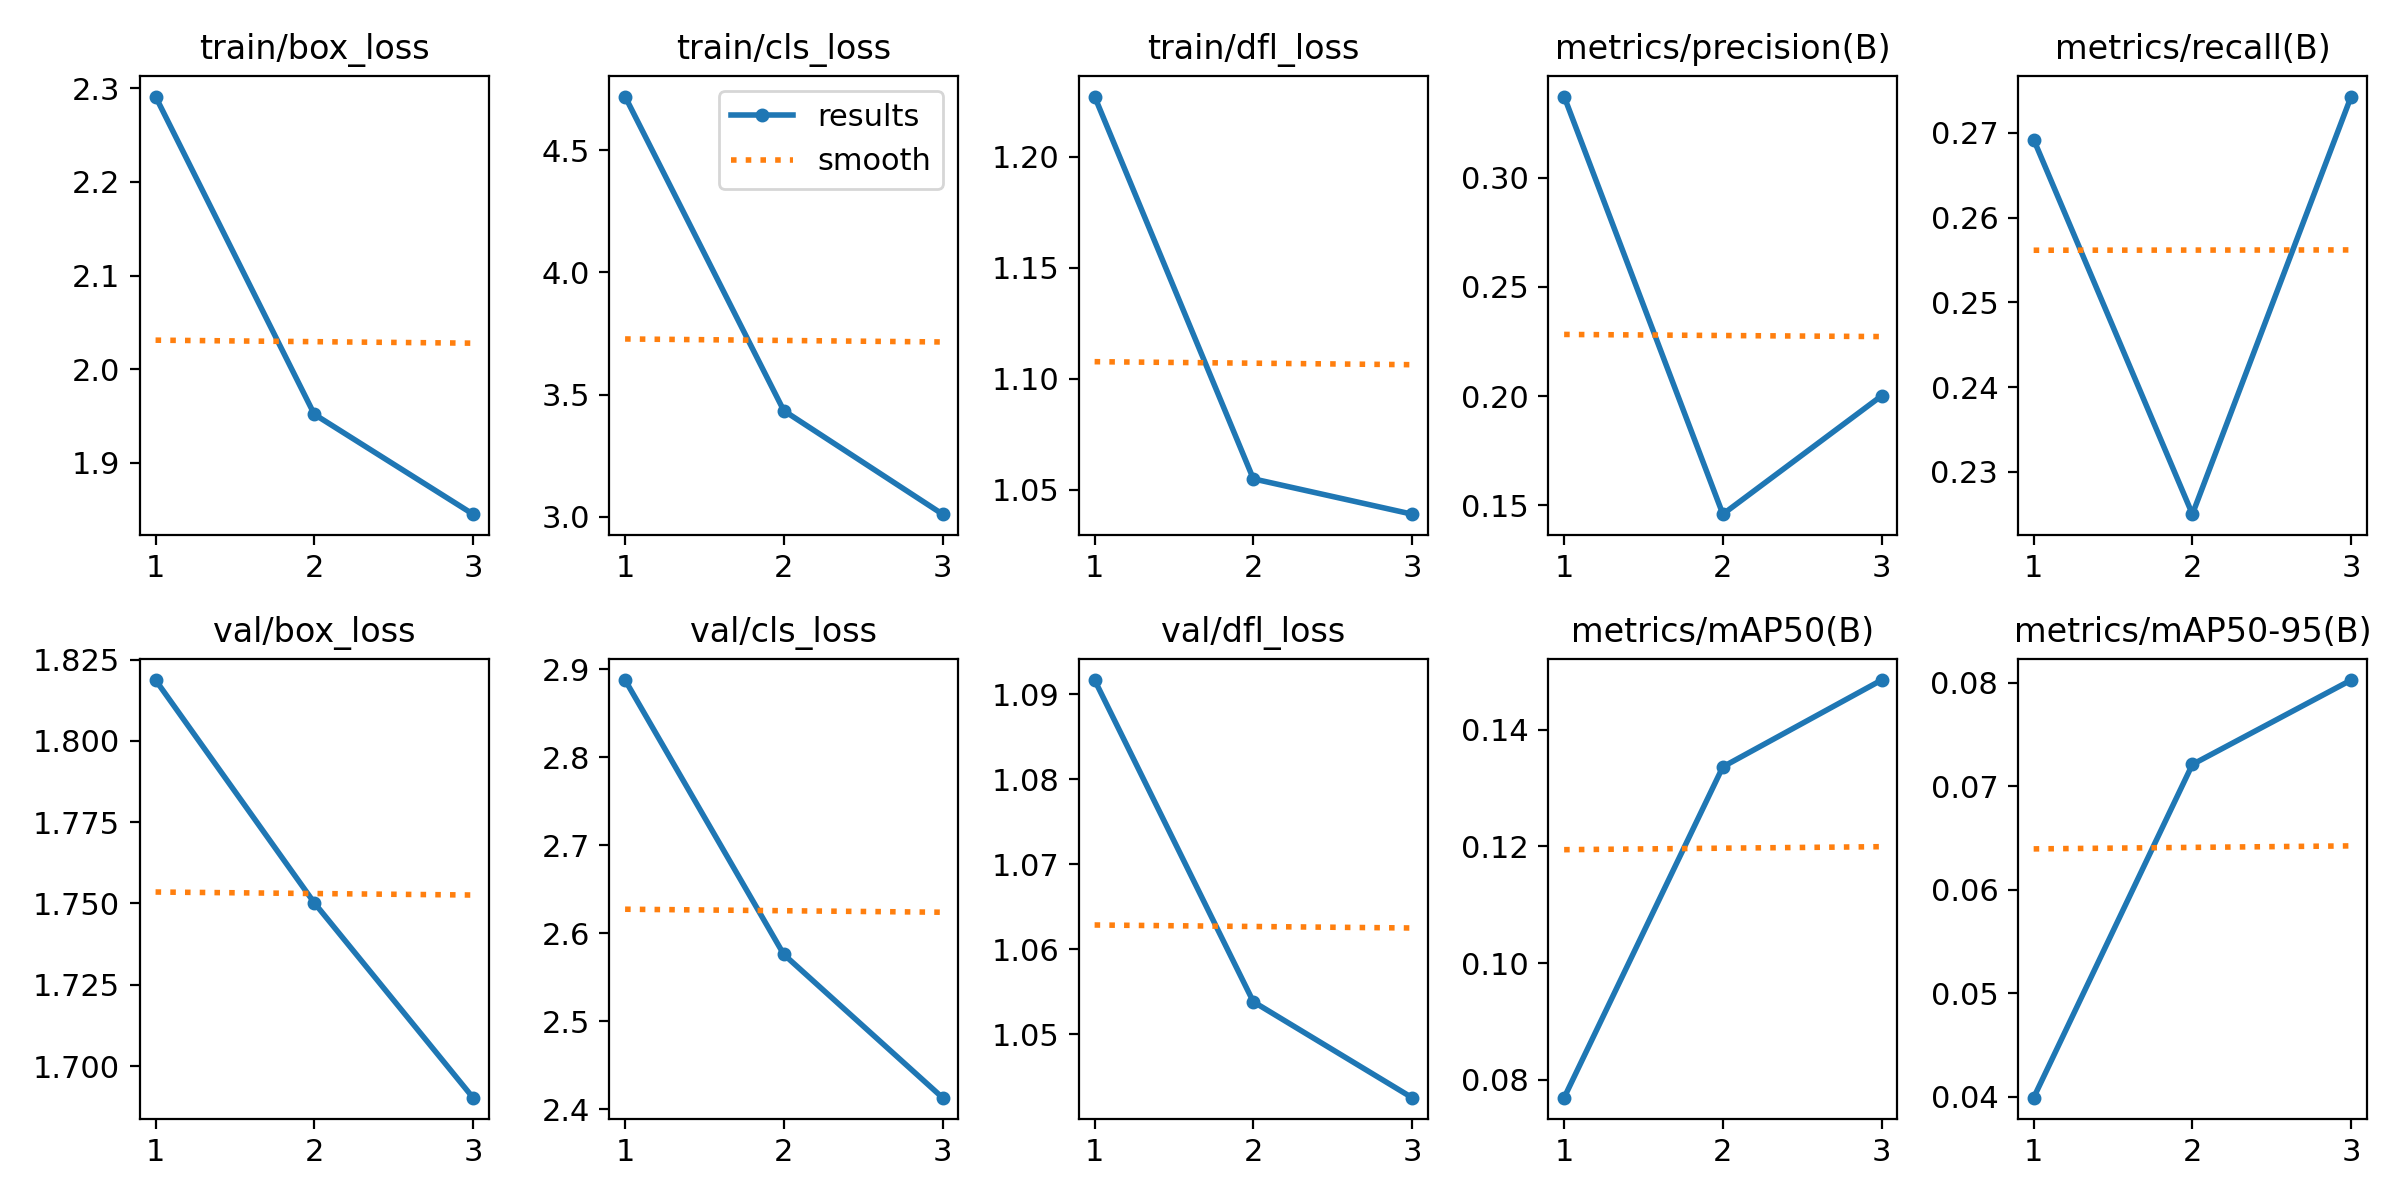 train/box_loss
2.3
2.2
2.1
2.0
1.9
1 2 3
train/cls_loss
results
smooth
4.5
4.0
3.5
3.0
1 2 3
train/dfl_loss
1.20
1.15
1.10
1.05
1 2 3
metrics/precision(B)
0.30
0.25
0.20
0.15
1 2 3
metrics/recall(B)
0.27
0.26
0.25
0.24
0.23
1 2 3
val/box_loss
1.825
1.800
1.775
1.750
1.725
1.700
1 2 3
val/cls_loss
2.9
2.8
2.7
2.6
2.5
2.4
1 2 3
val/dfl_loss
1.09
1.08
1.07
1.06
1.05
1 2 3
metrics/mAP50(B)
0.14
0.12
0.10
0.08
1 2 3
metrics/mAP50-95(B)
0.08
0.07
0.06
0.05
0.04
1 2 3